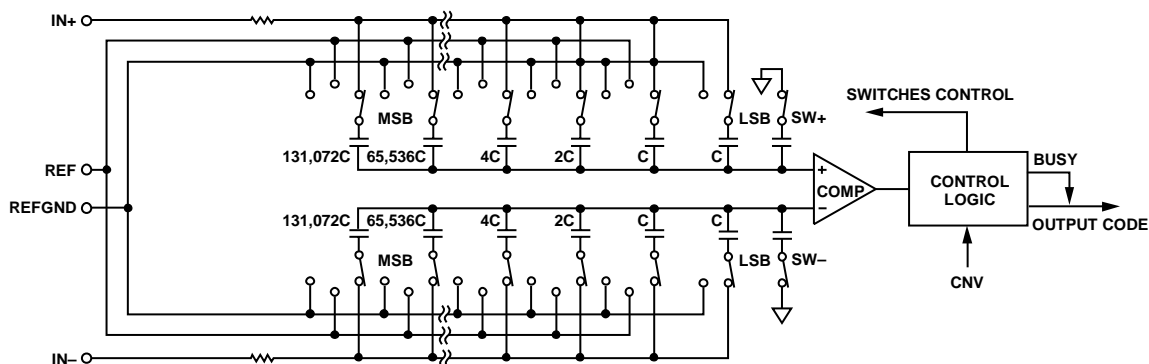 IN+
SWITCHES CONTROL
MSB
LSB
SW+
131,072C 65,536C 4C 2C C C
BUSY
REF
+
COMP
CONTROL
LOGIC
REFGND
−
OUTPUT CODE
131,072C 65,536C 4C 2C C C
MSB
LSB
SW−
CNV
IN−